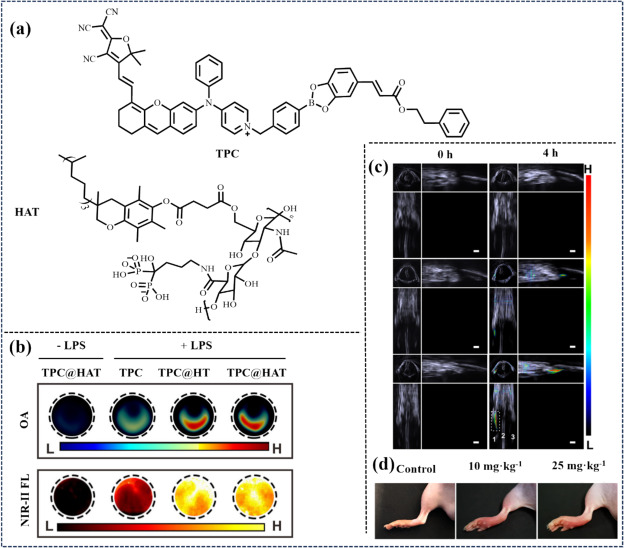 (a)
CN
NC
O
NC
N
O
N
+
B
O
O
O
O
TPC
HAT
O
O
O
O
O
OH
O
O
HO
NH
O
O
HO
HO
P
O
OH
NH
O
HO
P
OH
O
OH
HO
OH
(b)
- LPS
+ LPS
TPC@HAT
TPC
TPC@HT
TPC@HAT
OA
L
H
NIR-II FL
L
H
(c)
0 h
4 h
H
1
2
3
L
(d)
Control
10 mg·kg⁻¹
25 mg·kg⁻¹